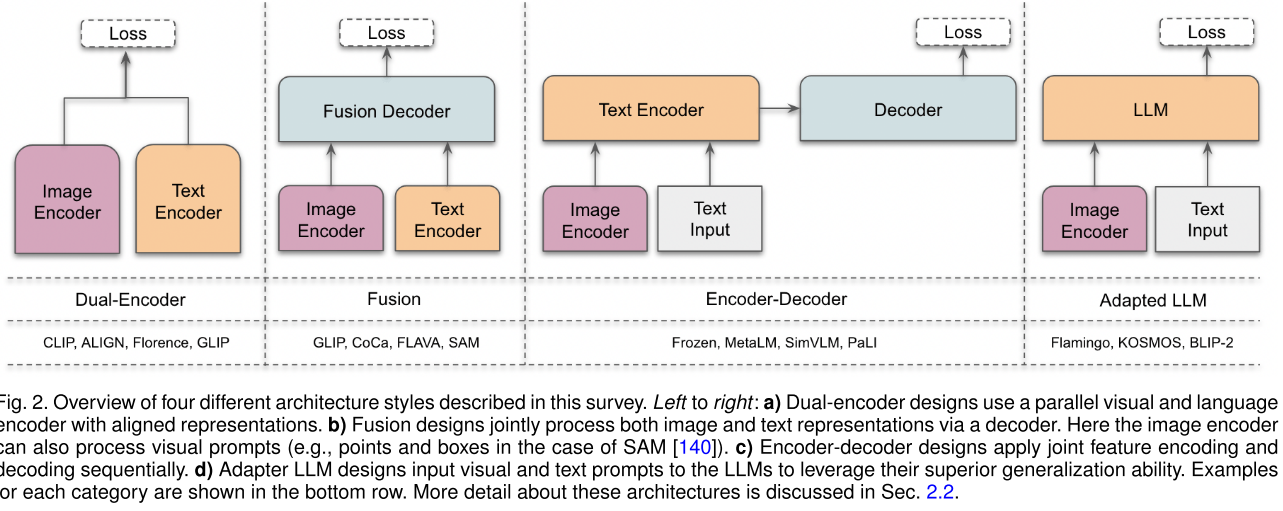 Loss
Loss
Loss
Loss
Fusion Decoder
Text Encoder
Decoder
LLM
Image
Encoder
Text
Encoder
Image
Encoder
Text
Encoder
Image
Encoder
Text
Input
Image
Encoder
Text
Input
Dual-Encoder
Fusion
Encoder-Decoder
Adapted LLM
CLIP, ALIGN, Florence, GLIP
GLIP, CoCa, FLAVA, SAM
Frozen, MetaLM, SimVLM, PaLI
Flamingo, KOSMOS, BLIP-2
Fig. 2. Overview of four different architecture styles described in this survey. Left to right: a) Dual-encoder designs use a parallel visual and language
encoder with aligned representations. b) Fusion designs jointly process both image and text representations via a decoder. Here the image encoder
can also process visual prompts (e.g., points and boxes in the case of SAM [140]). c) Encoder-decoder designs apply joint feature encoding and
decoding sequentially. d) Adapter LLM designs input visual and text prompts to the LLMs to leverage their superior generalization ability. Examples
for each category are shown in the bottom row. More detail about these architectures is discussed in Sec. 2.2.